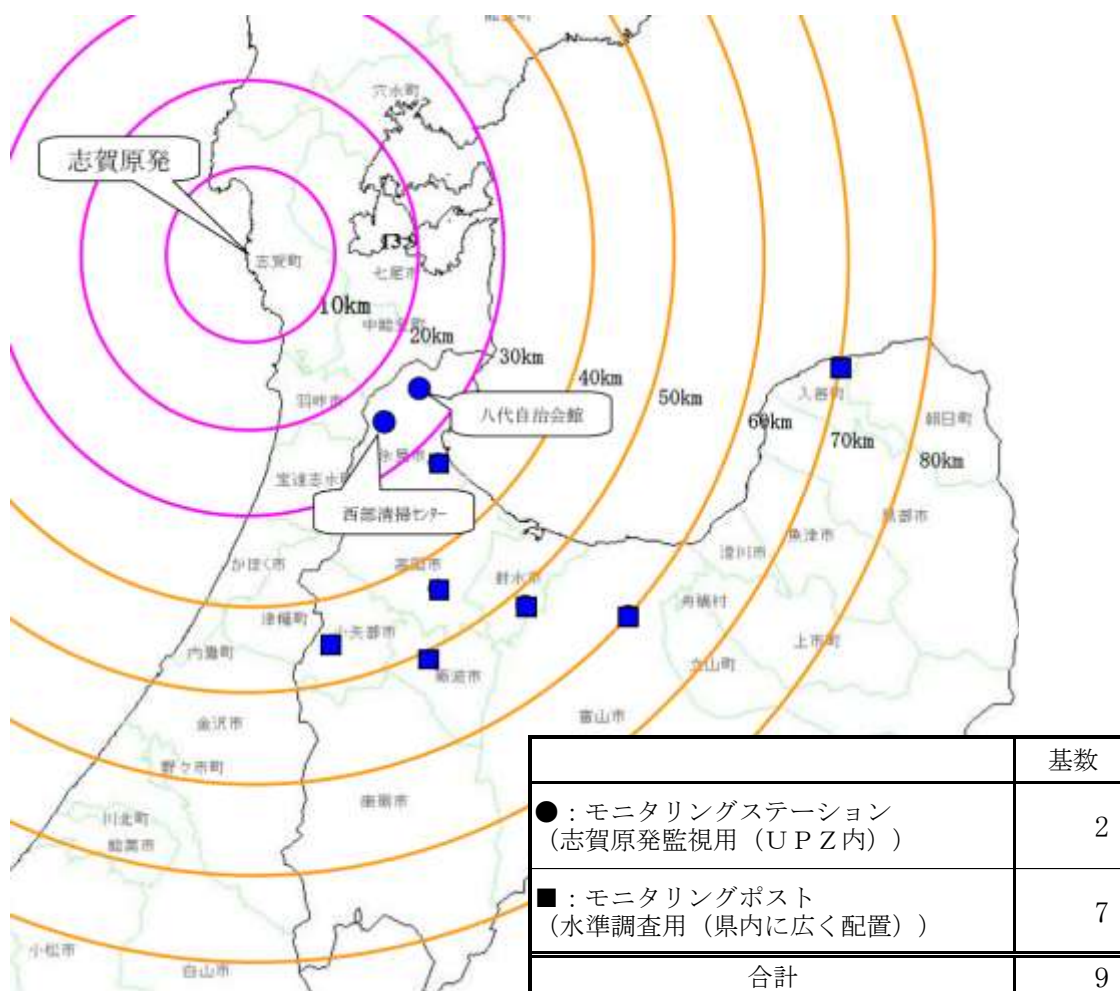 穴水町
志賀原発
志賀町
七尾市
10km
中能登町
20km
30km
40km
50km
60km
70km
80km
羽咋市
八代自治会館
入善町
朝日町
氷見市
宝達志水町
西部清掃センター
黒部市
魚津市
滑川市
かほく市
高岡市
射水市
舟橋村
津幡町
小矢部市
上市町
内灘町
立山町
砺波市
金沢市
富山市
野々市町
南砺市
川北町
能美市
小松市
白山市
基数
●：モニタリングステーション
（志賀原発監視用（ＵＰＺ内））
2
■：モニタリングポスト
（水準調査用（県内に広く配置））
7
合計
9